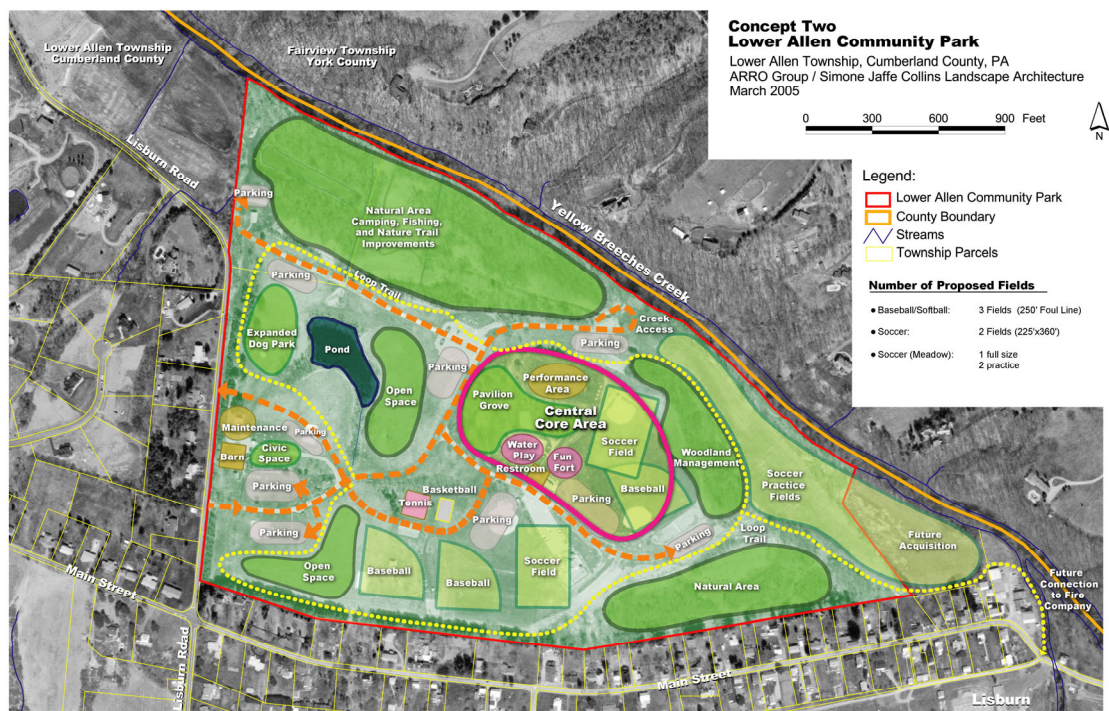 Concept Two
Lower Allen Community Park
Lower Allen Township, Cumberland County, PA
ARRO Group / Simone Jaffe Collins Landscape Architecture
March 2005
0 300 600 900 Feet
N
Legend:
Lower Allen Community Park
County Boundary
Streams
Township Parcels
Number of Proposed Fields
• Baseball/Softball: 3 Fields (250' Foul Line)
• Soccer: 2 Fields (225'x360')
• Soccer (Meadow): 1 full size
2 practice
Lower Allen Township
Cumberland County
Fairview Township
York County
Lisburn Road
Parking
Natural Area
Camping, Fishing,
and Nature Trail
Improvements
Yellow Breeches Creek
Parking
Loop Trail
Creek
Access
Expanded
Dog Park
Pond
Parking
Parking
Open
Space
Pavilion
Grove
Performance
Area
Central
Core Area
Maintenance
Parking
Barn
Civic
Space
Water
Play
Fun
Fort
Restroom
Soccer
Field
Woodland
Management
Parking
Basketball
Tennis
Parking
Parking
Baseball
Soccer
Practice
Fields
Parking
Parking
Loop
Trail
Future
Acquisition
Open
Space
Baseball
Baseball
Soccer
Field
Natural Area
Future
Connection
to Fire
Company
Main Street
Lisburn Road
Main Street
Lisburn